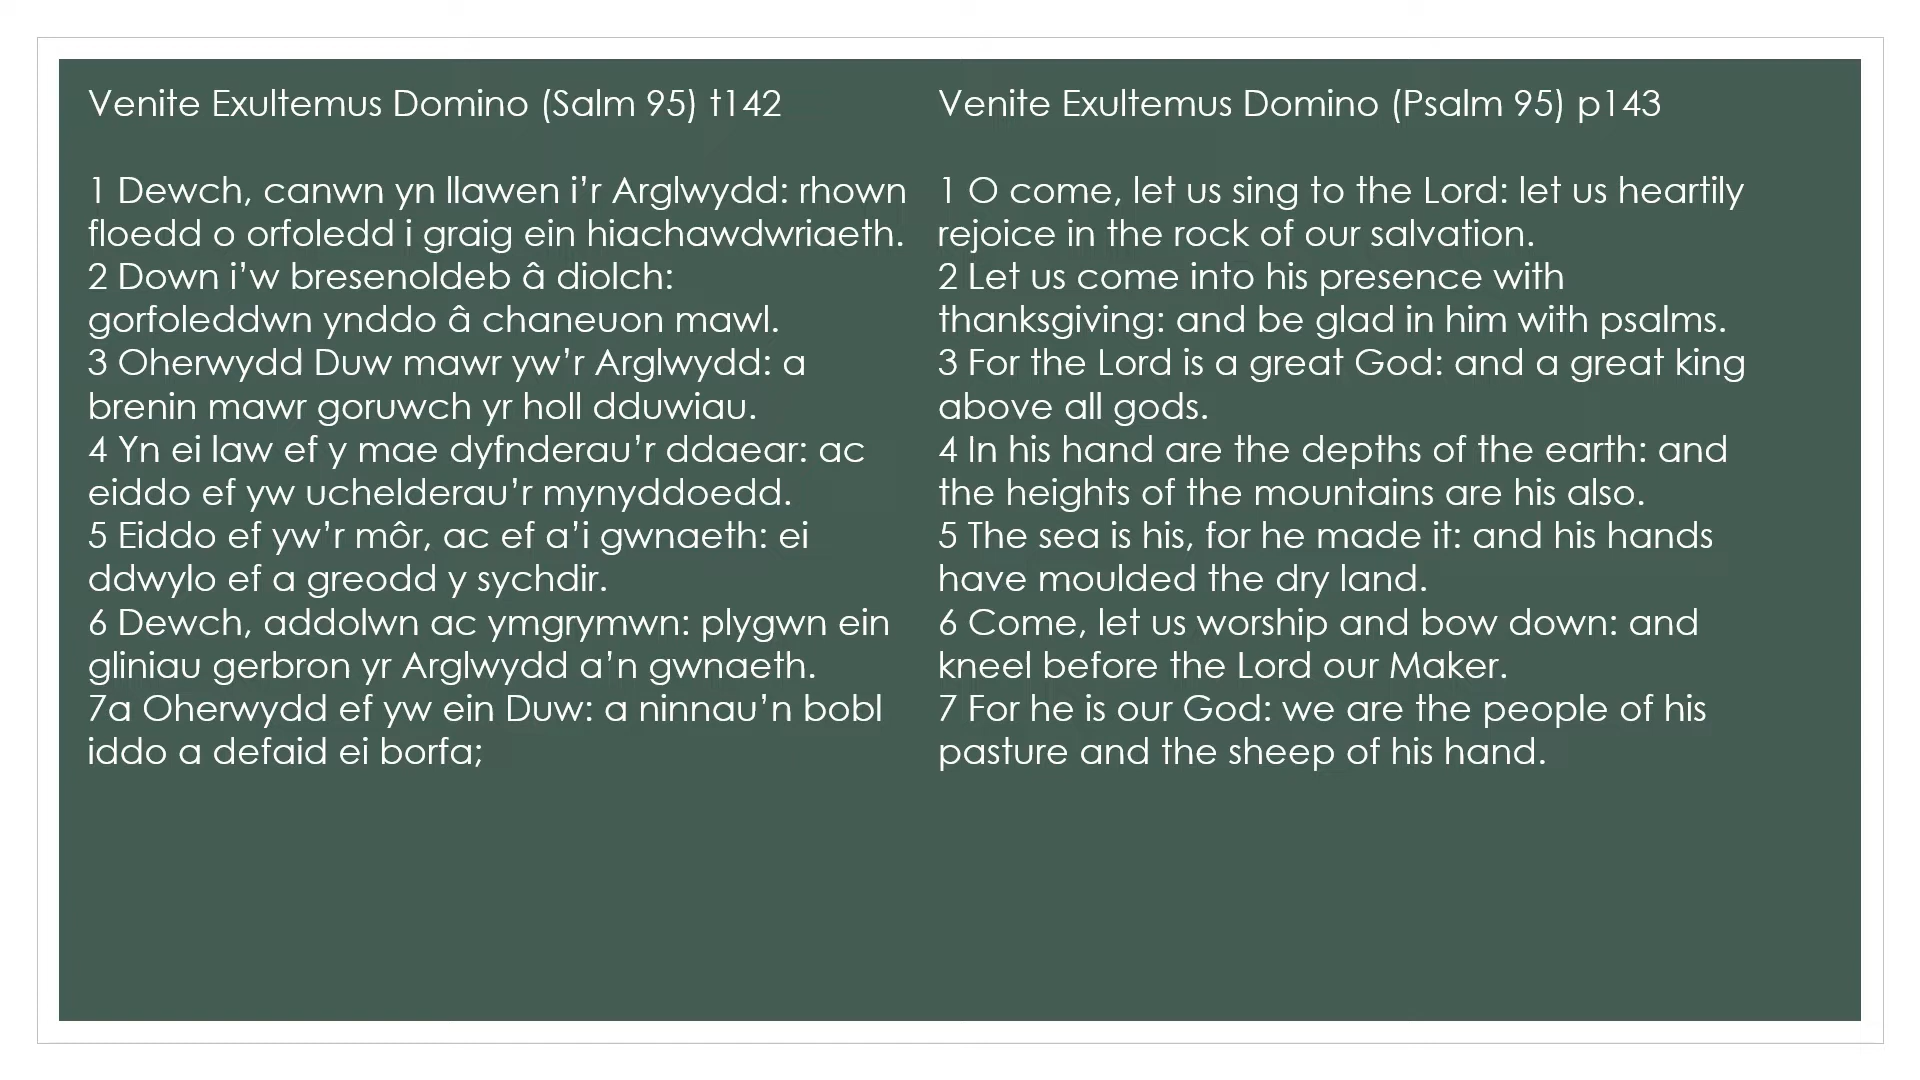 Venite Exultemus Domino (Salm 95) t142
1 Dewch, canwn yn llawen i’r Arglwydd: rhown
floedd o orfoledd i graig ein hiachawdwriaeth.
2 Down i’w bresenoldeb â diolch:
gorfoleddwn ynddo â chaneuon mawl.
3 Oherwydd Duw mawr yw’r Arglwydd: a
brenin mawr goruwch yr holl dduwiau.
4 Yn ei law ef y mae dyfnderau’r ddaear: ac
eiddo ef yw uchelderau’r mynyddoedd.
5 Eiddo ef yw’r môr, ac ef a’i gwnaeth: ei
ddwylo ef a greodd y sychdir.
6 Dewch, addolwn ac ymgrymwn: plygwn ein
gliniau gerbron yr Arglwydd a’n gwnaeth.
7a Oherwydd ef yw ein Duw: a ninnau’n bobl
iddo a defaid ei borfa;
Venite Exultemus Domino (Psalm 95) p143
1 O come, let us sing to the Lord: let us heartily
rejoice in the rock of our salvation.
2 Let us come into his presence with
thanksgiving: and be glad in him with psalms.
3 For the Lord is a great God: and a great king
above all gods.
4 In his hand are the depths of the earth: and
the heights of the mountains are his also.
5 The sea is his, for he made it: and his hands
have moulded the dry land.
6 Come, let us worship and bow down: and
kneel before the Lord our Maker.
7 For he is our God: we are the people of his
pasture and the sheep of his hand.